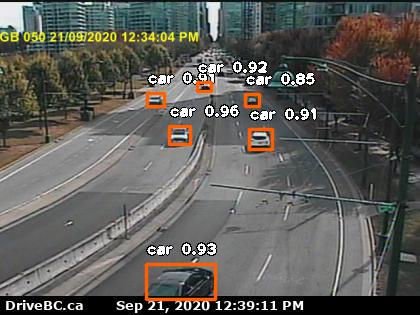 GB 050 21/09/2020 12:34:04 PM
car 0.92
car 0.91
car 0.85
car 0.96
car 0.91
car 0.93
DriveBC.ca Sep 21, 2020 12:39:11 PM